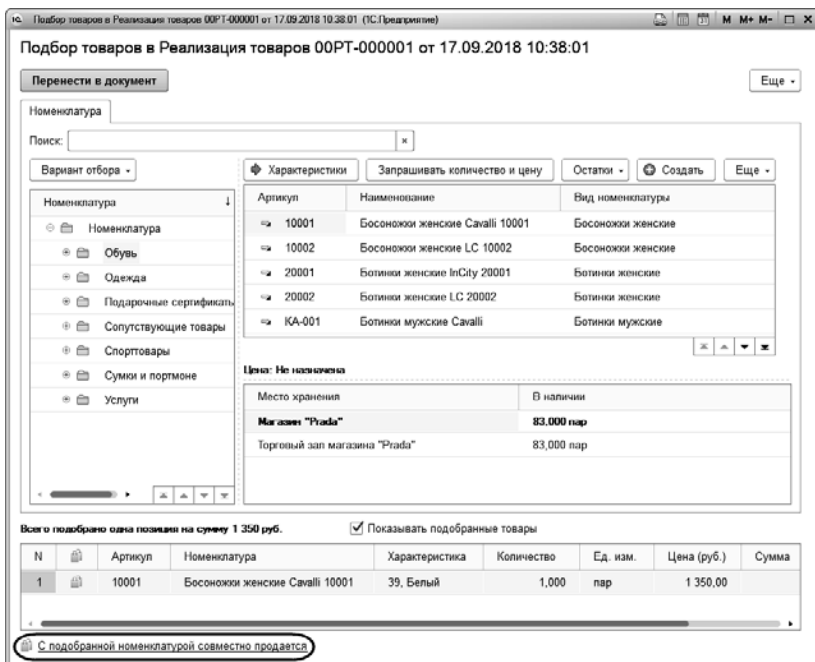 Подбор товаров в Реализация товаров 00РТ-000001 от 17.09.2018 10:38:01 (1С:Предприятие) M M+ M-
Подбор товаров в Реализация товаров 00РТ-000001 от 17.09.2018 10:38:01
Перенести в документ Еще
Номенклатура
Поиск:
Вариант отбора Характеристики Запрашивать количество и цену Остатки Создать Еще
Номенклатура Артикул Наименование Вид номенклатуры
Номенклатура 10001 Босоножки женские Cavalli 10001 Босоножки женские
Обувь 10002 Босоножки женские LC 10002 Босоножки женские
Одежда 20001 Ботинки женские InCity 20001 Ботинки женские
Подарочные сертификаты 20002 Ботинки женские LC 20002 Ботинки женские
Сопутствующие товары КА-001 Ботинки мужские Cavalli Ботинки мужские
Спорттовары
Сумки и портмоне
Услуги
Цена: Не назначена
Место хранения В наличии
Магазин "Prada" 83,000 пар
Торговый зал магазина "Prada" 83,000 пар
Всего подобрано одна позиция на сумму 1 350 руб. Показывать подобранные товары
N Артикул Номенклатура Характеристика Количество Ед. изм. Цена (руб.) Сумма
1 10001 Босоножки женские Cavalli 10001 39, Белый 1,000 пар 1 350,00
С подобранной номенклатурой совместно продается